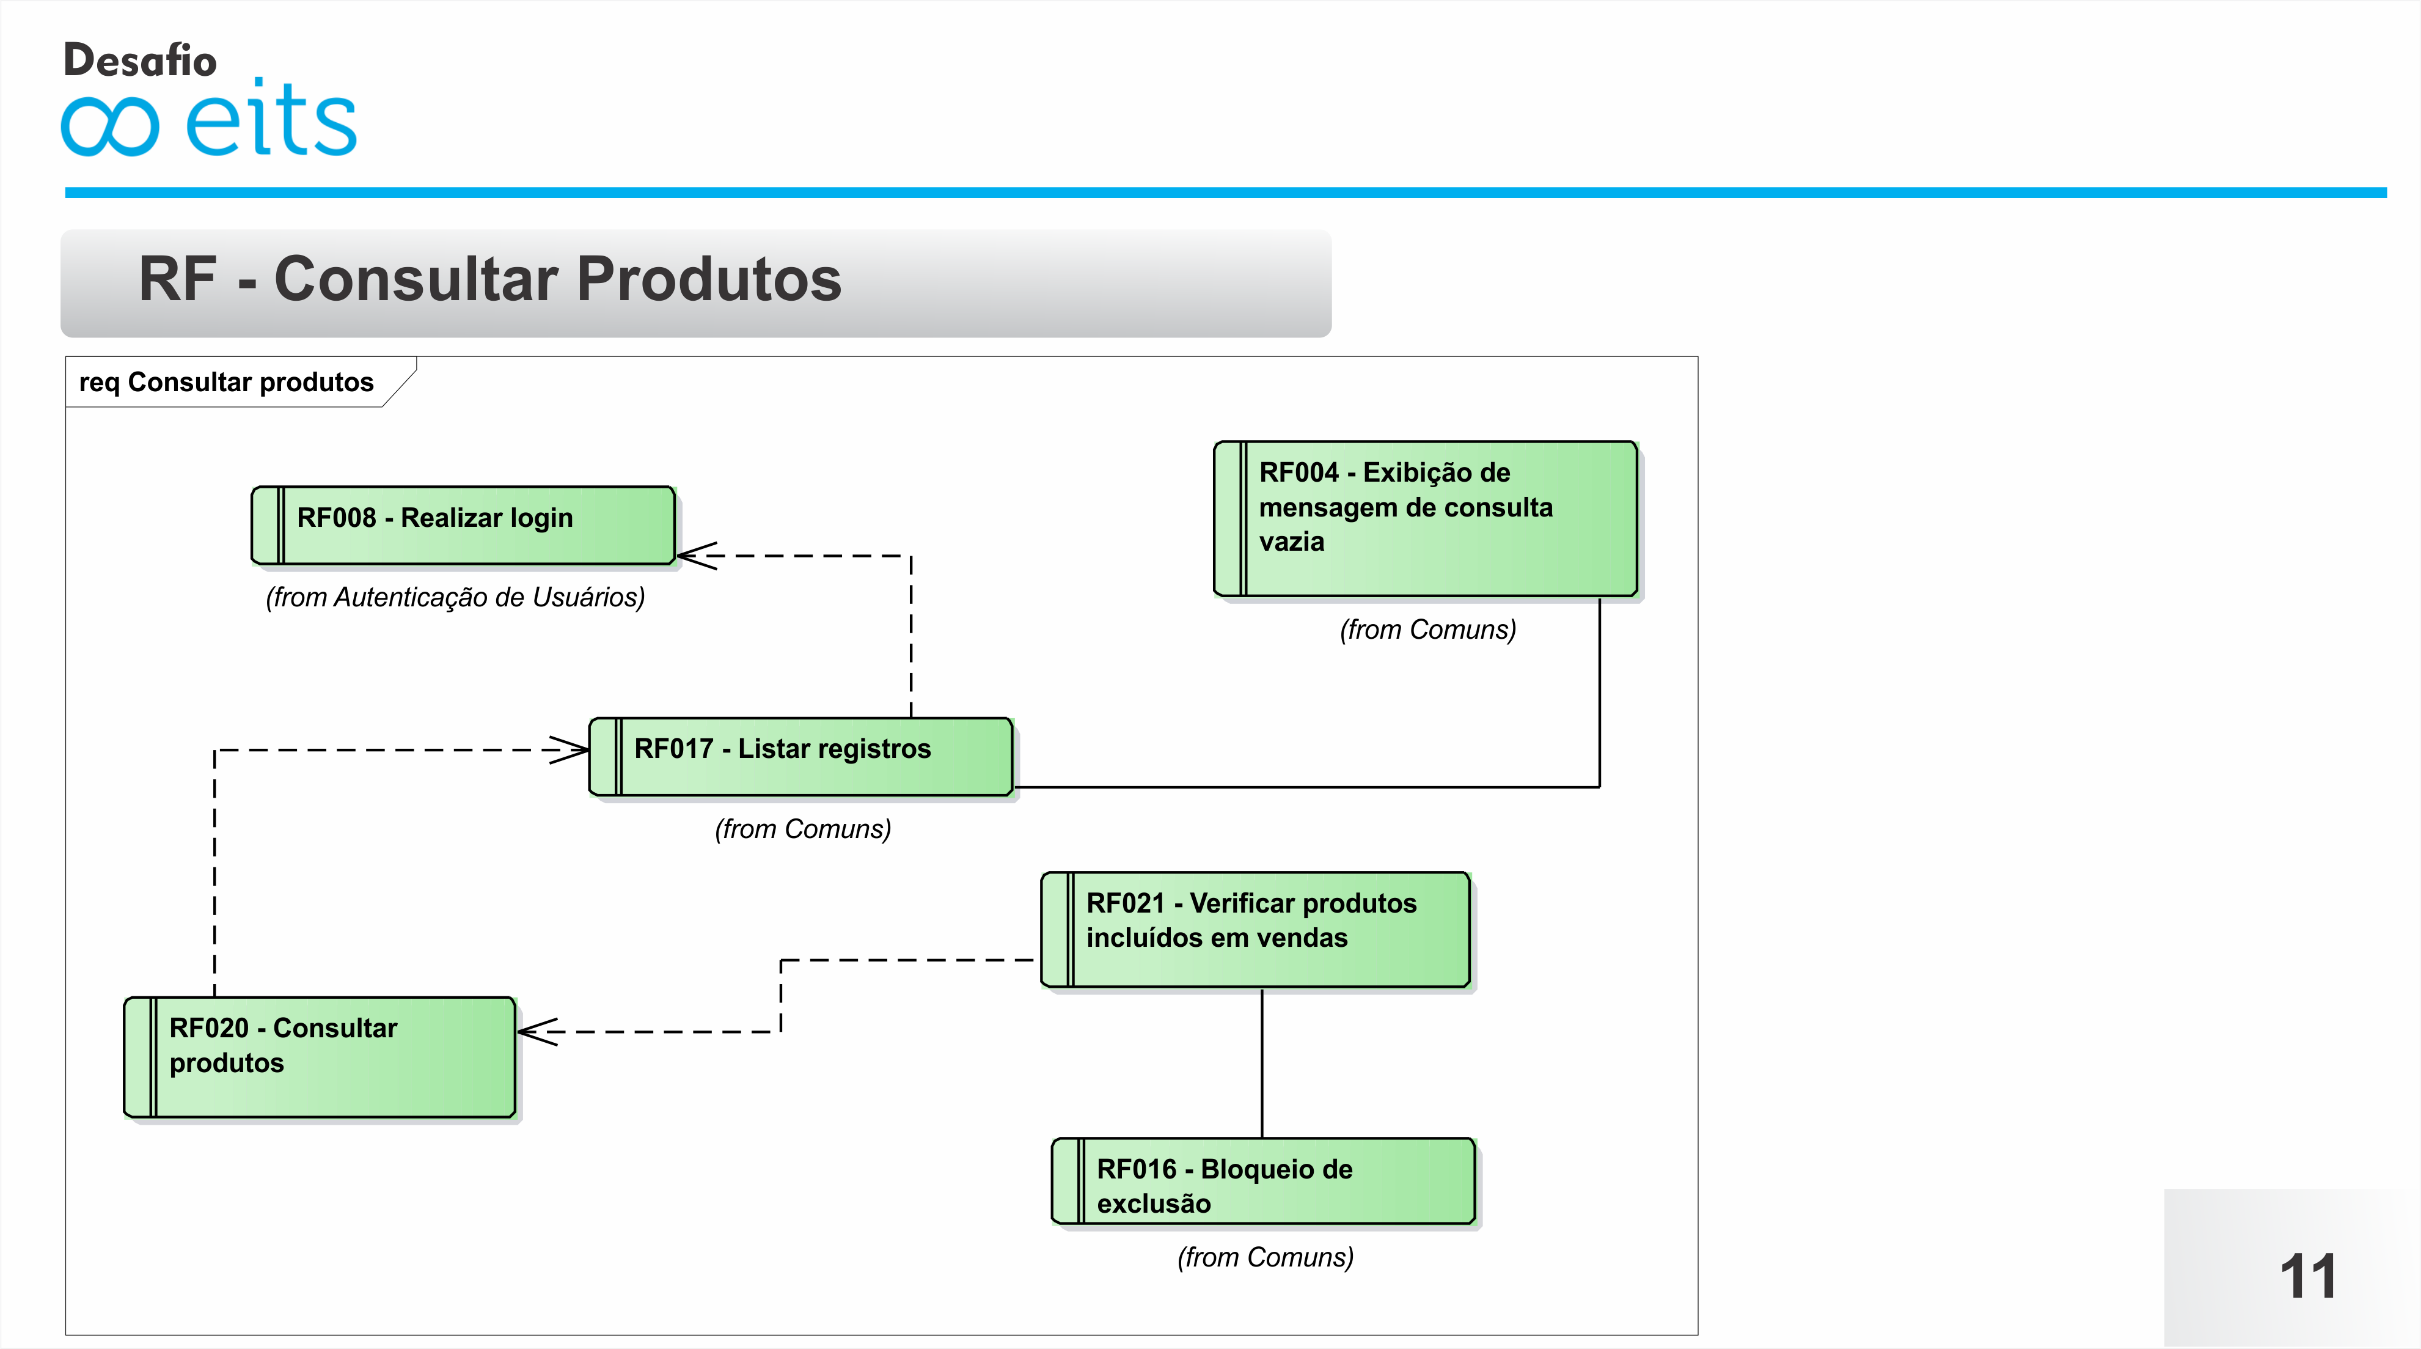 Desafio
eits
RF - Consultar Produtos
req Consultar produtos
RF008 - Realizar login
(from Autenticação de Usuários)
RF004 - Exibição de
mensagem de consulta
vazia
(from Comuns)
RF017 - Listar registros
(from Comuns)
RF021 - Verificar produtos
incluídos em vendas
RF020 - Consultar
produtos
RF016 - Bloqueio de
exclusão
(from Comuns)
11